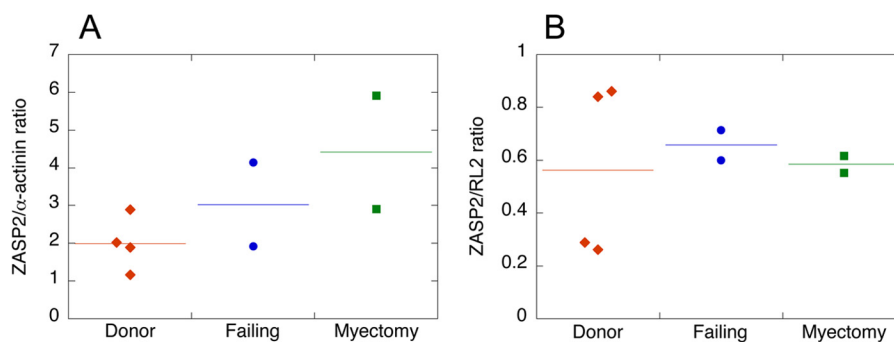 A
7
6
5
4
3
2
1
0
ZASP2/α-actinin ratio
Donor Failing Myectomy
B
1
0.8
0.6
0.4
0.2
0
ZASP2/RL2 ratio
Donor Failing Myectomy